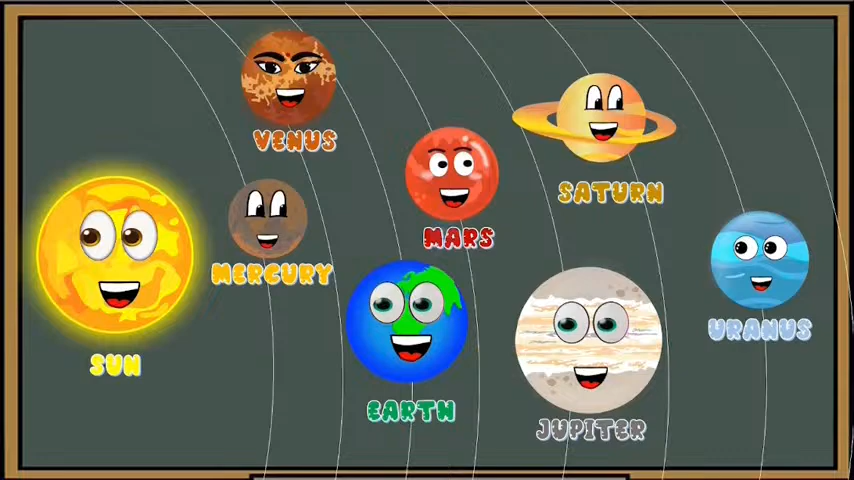 VENUS
SATURN
MARS
MERCURY
URANUS
SUN
EARTH
JUPITER